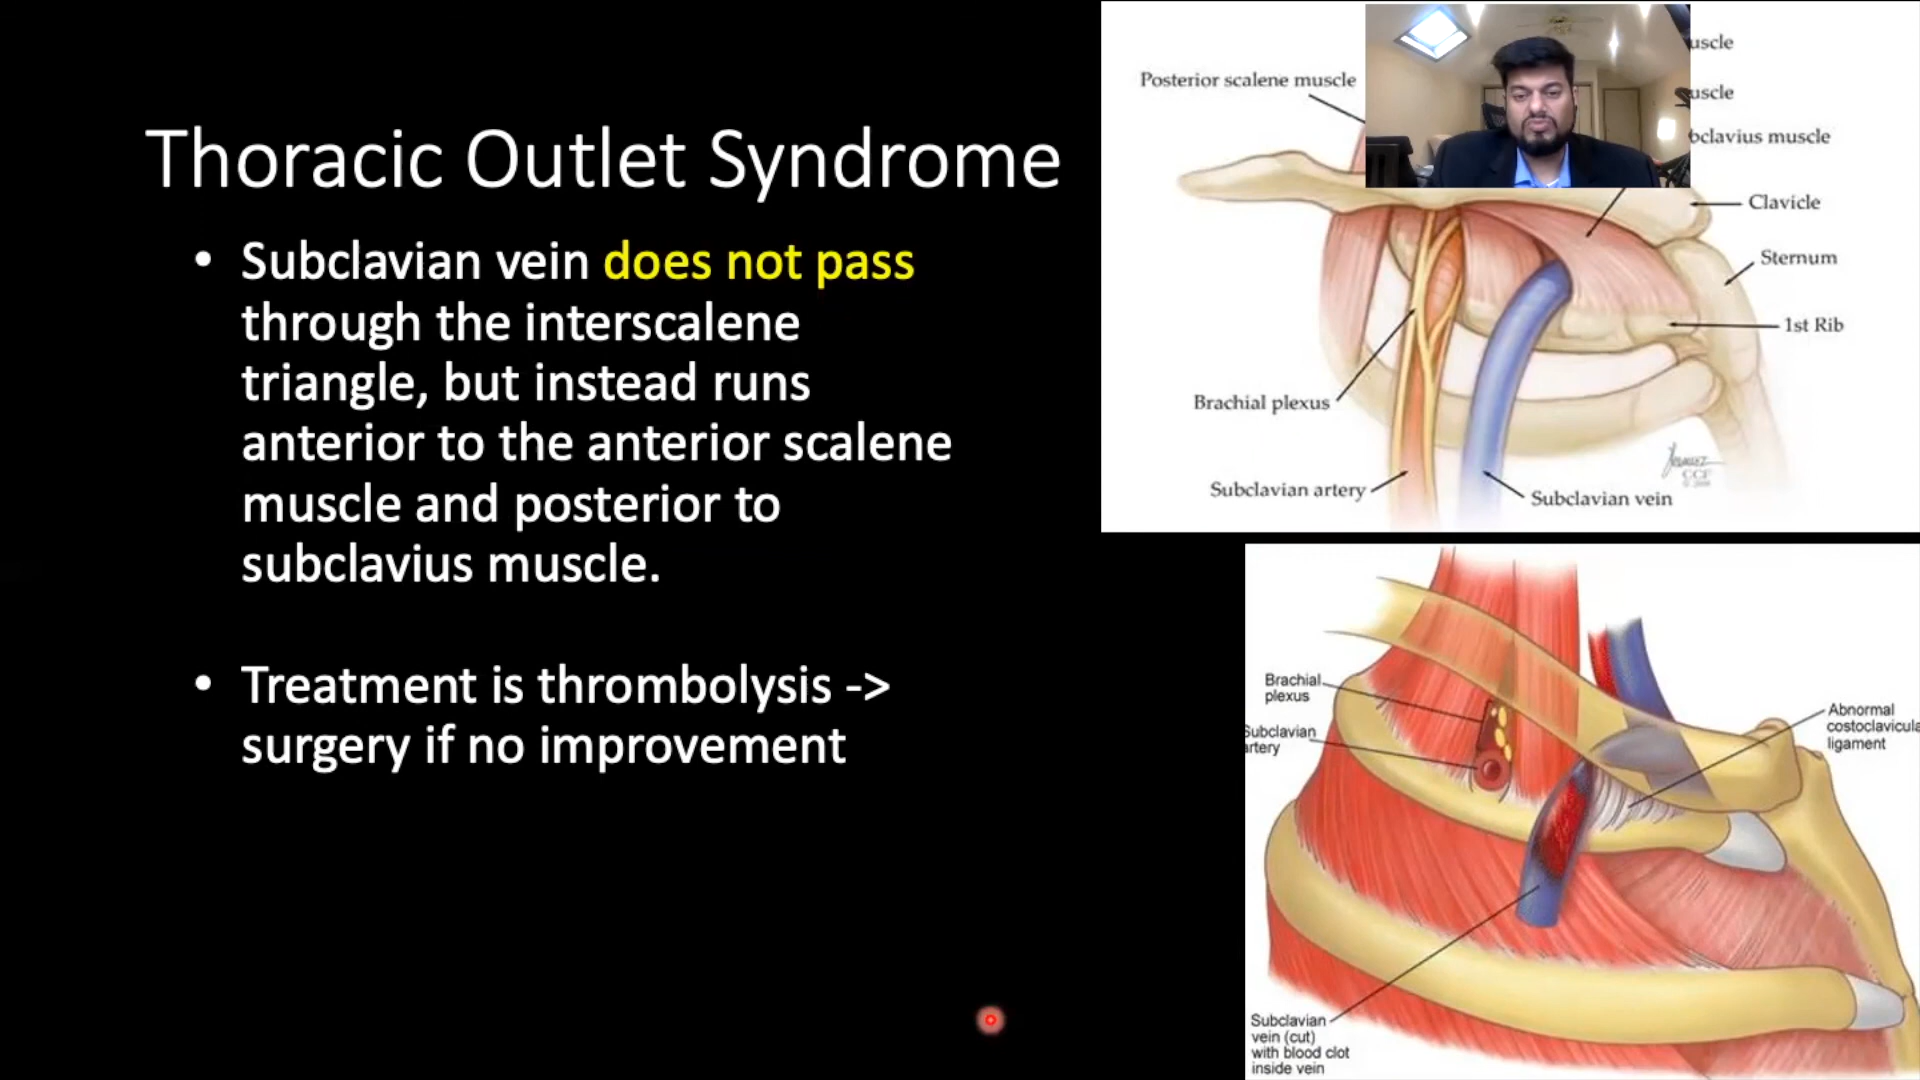 Thoracic Outlet Syndrome
• Subclavian vein does not pass
through the interscalene
triangle, but instead runs
anterior to the anterior scalene
muscle and posterior to
subclavius muscle.
• Treatment is thrombolysis ->
surgery if no improvement
Posterior scalene muscle
uscle
uscle
bclavius muscle
Clavicle
Sternum
1st Rib
Brachial plexus
Subclavian artery
Subclavian vein
CCF
Brachial
plexus
Subclavian
artery
Abnormal
costoclavicula
ligament
Subclavian
vein (cut)
with blood clot
inside vein